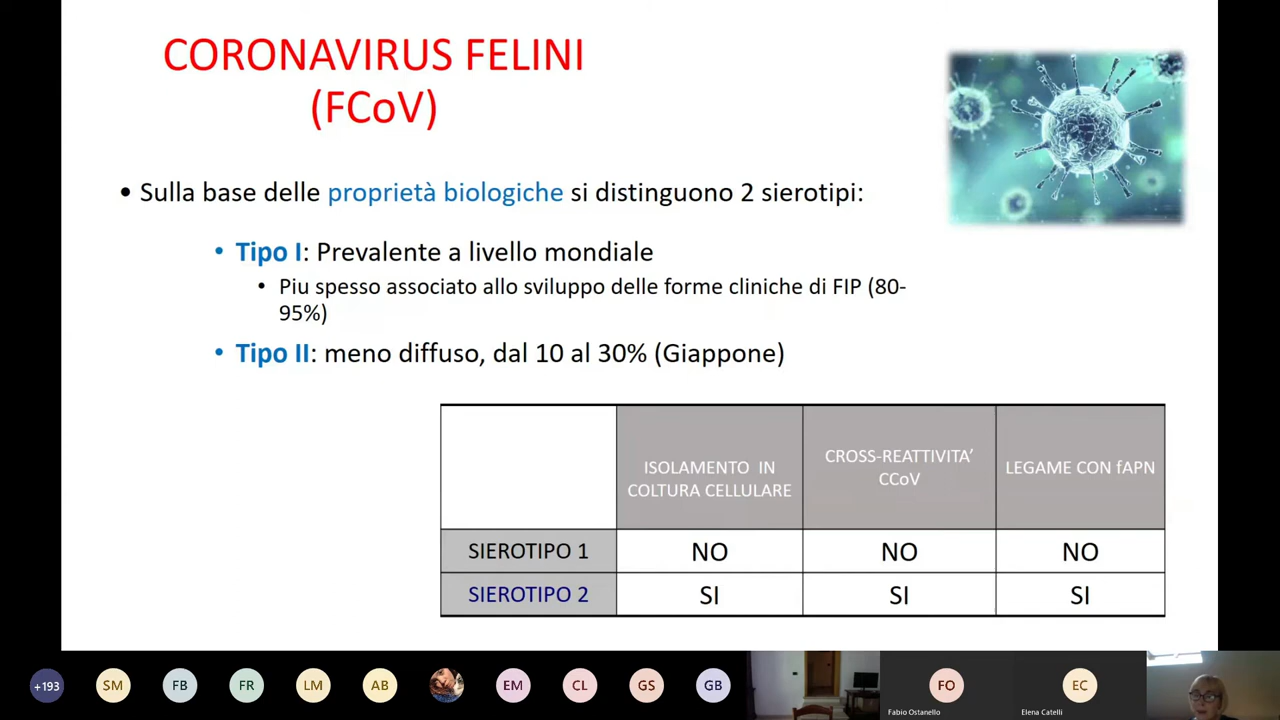 CORONAVIRUS FELINI
(FCoV)
• Sulla base delle proprietà biologiche si distinguono 2 sierotipi:
• Tipo I: Prevalente a livello mondiale
• Piu spesso associato allo sviluppo delle forme cliniche di FIP (80-
95%)
• Tipo II: meno diffuso, dal 10 al 30% (Giappone)
ISOLAMENTO IN
COLTURA CELLULARE
CROSS-REATTIVITA’
CCoV
LEGAME CON fAPN
SIEROTIPO 1 NO NO NO
SIEROTIPO 2 SI SI SI
+193 SM FB FR LM AB EM CL GS GB FO EC
Fabio Ostanello
Elena Catelli